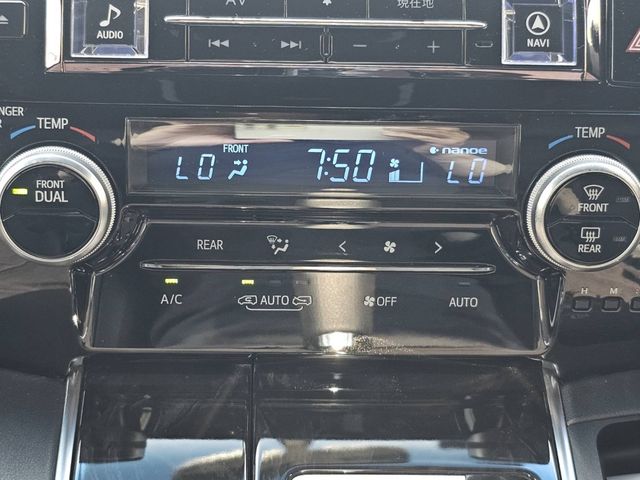 AUDIO
AV
現在地
NAVI
TEMP
FRONT
DUAL
LO
FRONT
7:50
nanoe
LO
TEMP
FRONT
REAR
REAR
A/C
AUTO
OFF
AUTO
H
M